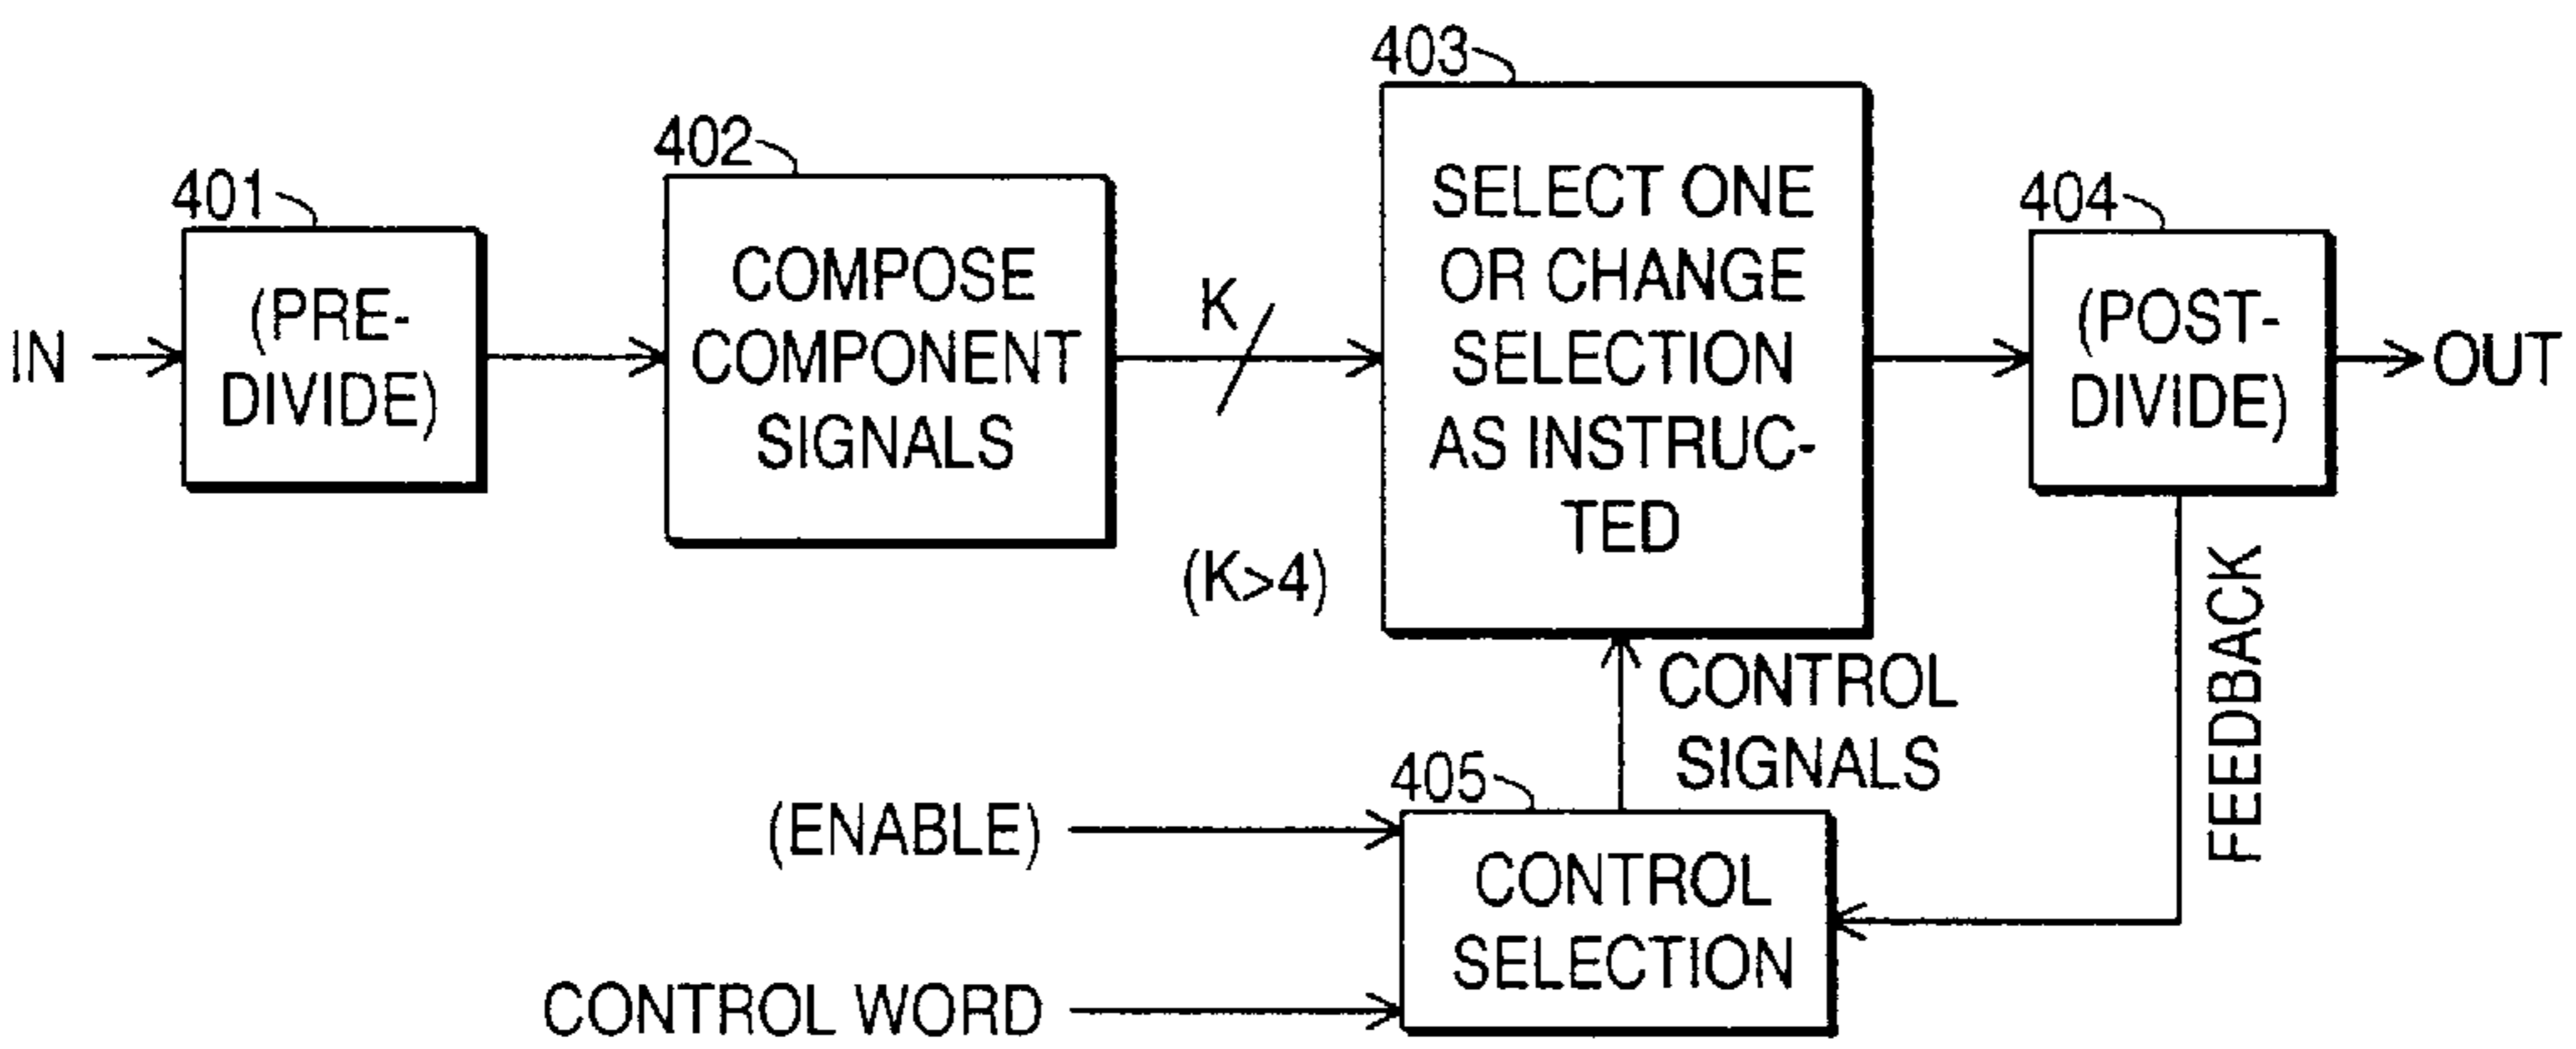 403
402
401
404
(PRE-
DIVIDE)
COMPOSE
COMPONENT
SIGNALS
K
(K>4)
SELECT ONE
OR CHANGE
SELECTION
AS INSTRUC-
TED
(POST-
DIVIDE)
IN
OUT
CONTROL
SIGNALS
FEEDBACK
405
(ENABLE)
CONTROL
SELECTION
CONTROL WORD